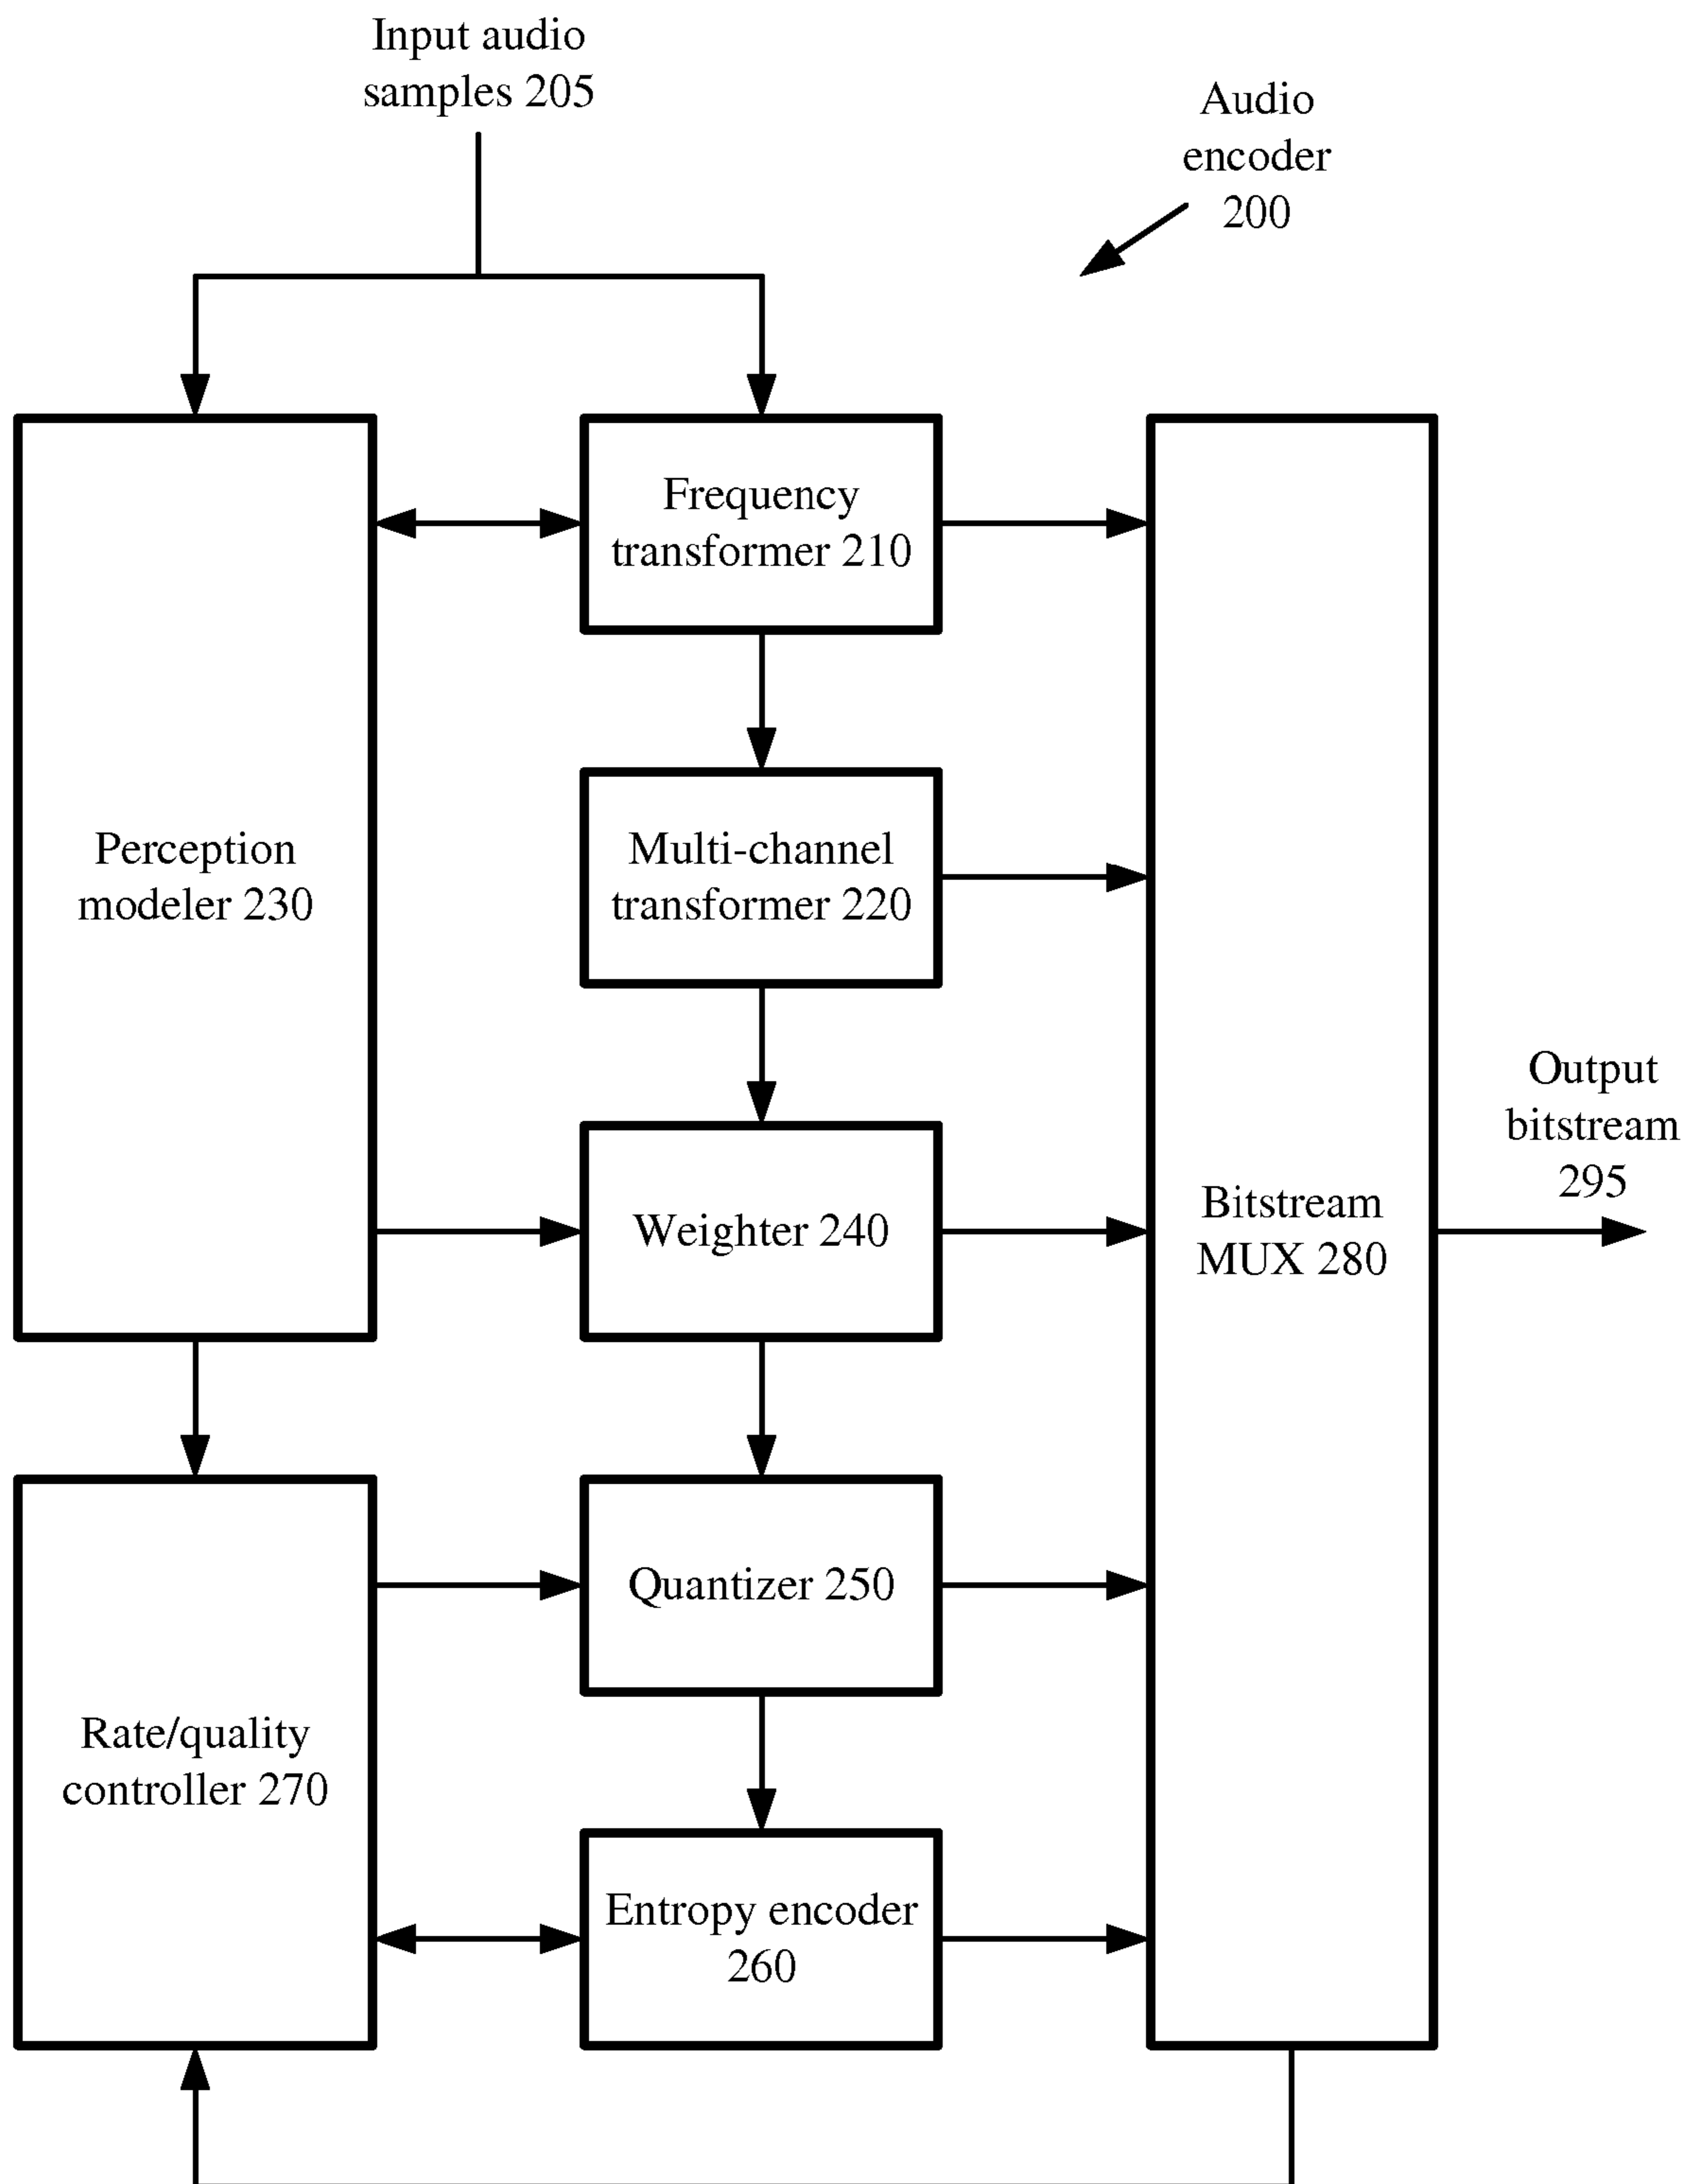 Input audio
samples 205
Audio
encoder
200
Frequency
transformer 210
Perception
modeler 230
Multi-channel
transformer 220
Output
bitstream
295
Weighter 240
Bitstream
MUX 280
Quantizer 250
Rate/quality
controller 270
Entropy encoder
260